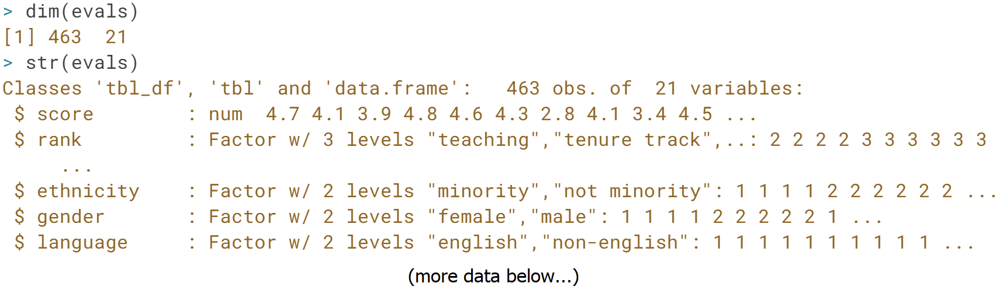 > dim(evals)
[1] 463  21
> str(evals)
Classes 'tbl_df', 'tbl' and 'data.frame':   463 obs. of  21 variables:
 $ score        : num  4.7 4.1 3.9 4.8 4.6 4.3 2.8 4.1 3.4 4.5 ...
 $ rank         : Factor w/ 3 levels "teaching","tenure track",..: 2 2 2 2 3 3 3 3 3 3
     ...
 $ ethnicity    : Factor w/ 2 levels "minority","not minority": 1 1 1 1 2 2 2 2 2 2 ...
 $ gender       : Factor w/ 2 levels "female","male": 1 1 1 1 2 2 2 2 2 1 ...
 $ language     : Factor w/ 2 levels "english","non-english": 1 1 1 1 1 1 1 1 1 1 ...
(more data below...)